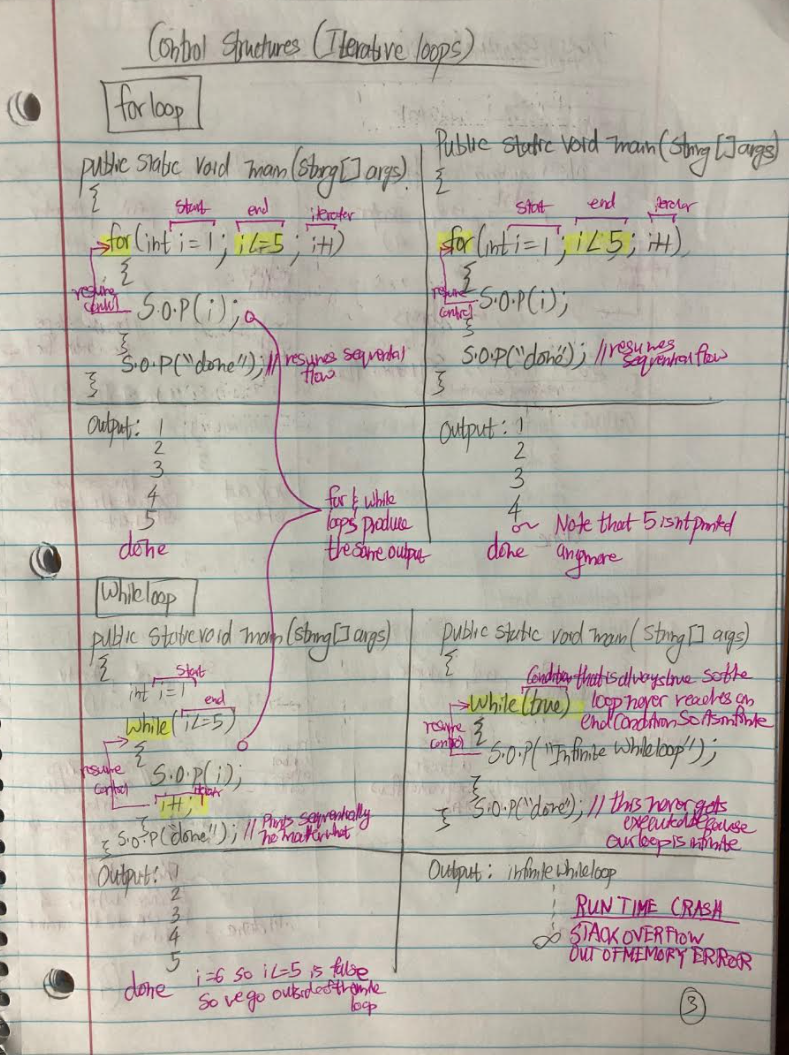 Control Structures (Iterative loops)
for loop
public static void main(String[] args)
{
start end iterator
for(int i=1; i<=5; i++)
{
resume control
S.O.P(i);
}
S.O.P("done"); // resumes sequential flow
}
Output: 1
2
3
4
5
done
Public static void main(String[] args)
{
start end iterator
for(int i=1; i<5; i++)
{
resume control
S.O.P(i);
}
S.O.P("done"); // resumes sequential flow
}
Output: 1
2
3
4
Note that 5 isnt printed
done anymore
for & while
loops produce
the same output
While loop
public static void main(String[] args)
{
start
int i=1
end
while(i<=5)
{
resume control
S.O.P(i);
i++;
}
} S.O.P("done"); // Prints sequentially
no matter what
Output: 1
2
3
4
5
done i=6 so i<=5 is false
so we go outside of the while
loop
public static void main(String[] args)
{
Condition that is always true so the
while(true) loop never reaches an
end condition so its infinite
resume control
{
S.O.P("Infinite while loop");
}
} S.O.P("done"); // this never gets
executed because
our loop is infinite
Output: infinite while loop
∞
RUN TIME CRASH
STACK OVERFLOW
OUT OF MEMORY ERROR
3